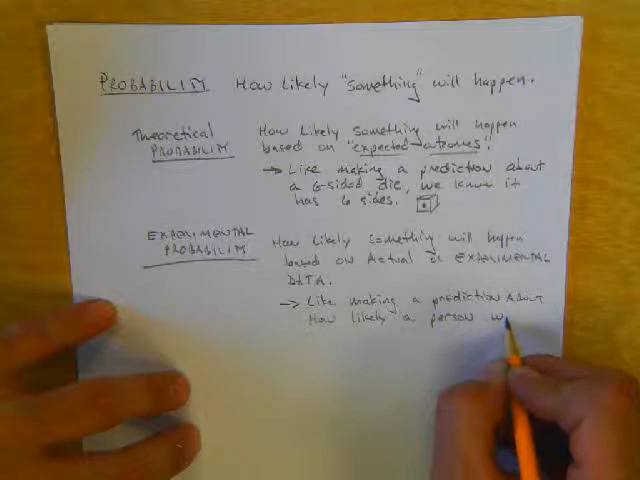 PROBABILITY How Likely "something" will happen.
Theoretical PROBABILITY
How Likely something will happen
based on "expected outcomes".
→ Like making a prediction about
a 6-sided die, we know it
has 6 sides.
EXPERIMENTAL PROBABILITY
How Likely something will happen
based on Actual or EXPERIMENTAL
DATA.
→ Like making a prediction ABOUT
How likely a person w